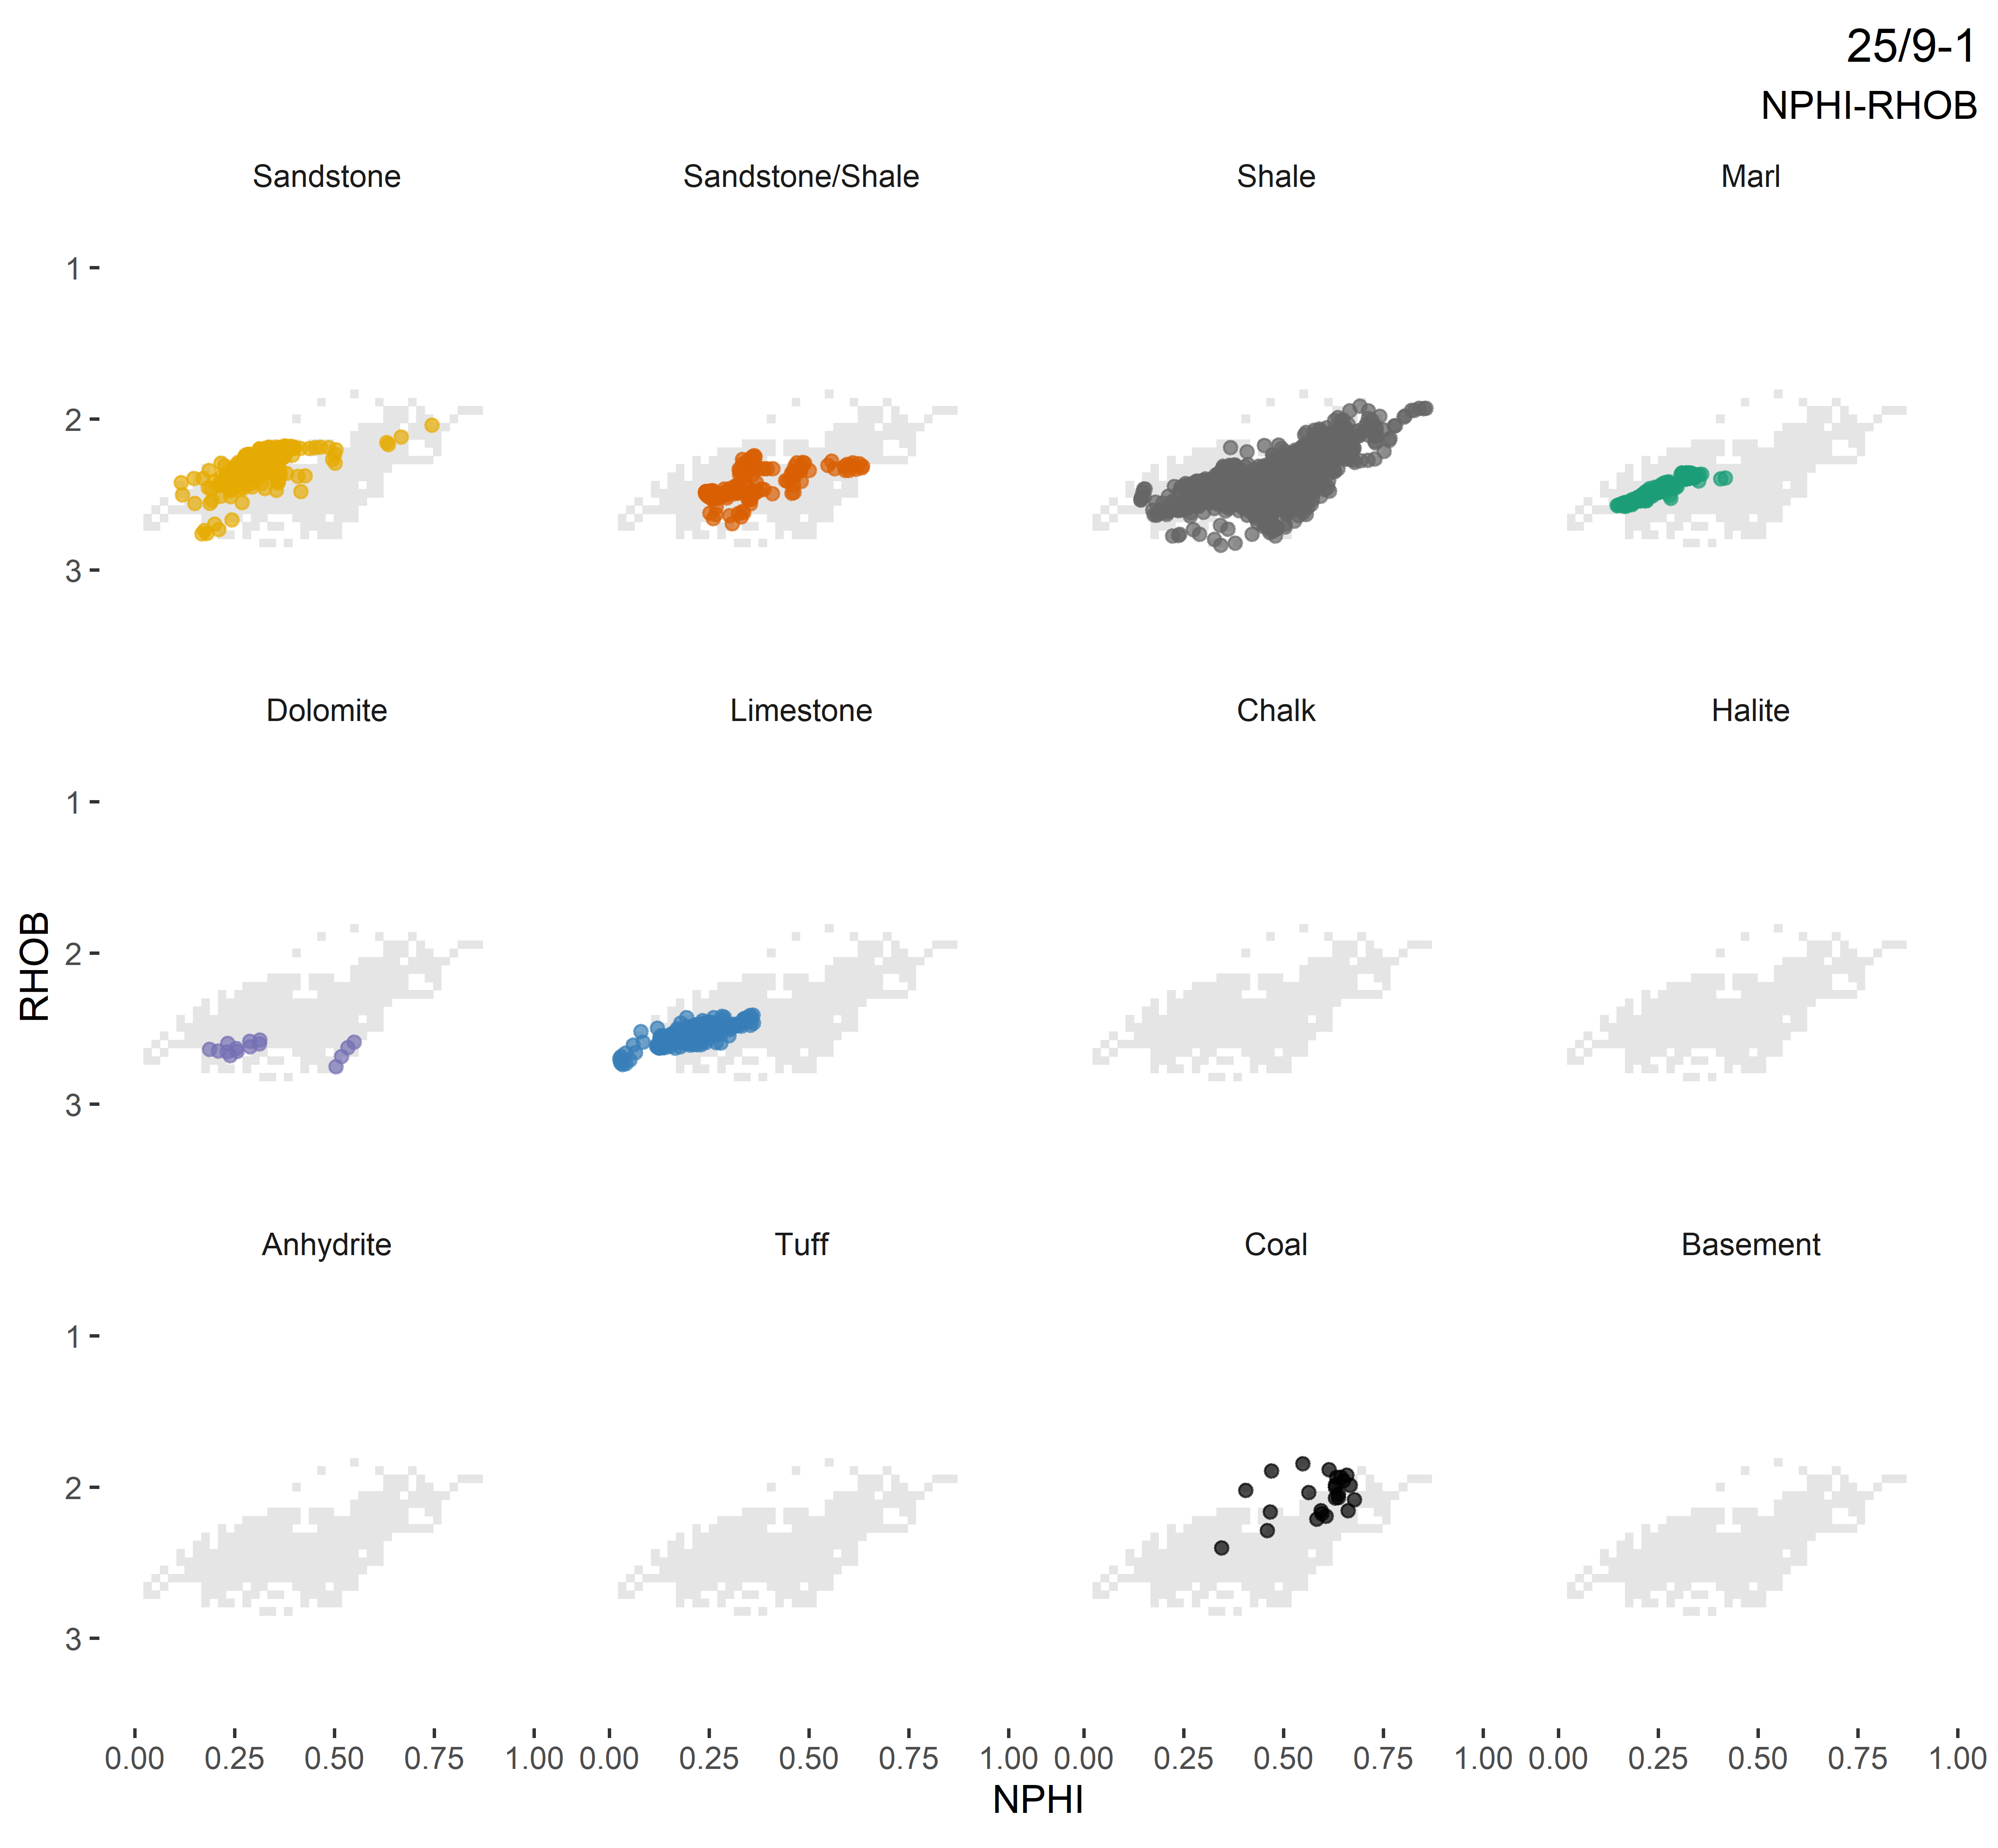 25/9-1
NPHI-RHOB
Sandstone Sandstone/Shale Shale Marl
1
2
3
Dolomite Limestone Chalk Halite
1
2
3
RHOB
Anhydrite Tuff Coal Basement
1
2
3
0.00 0.25 0.50 0.75 1.00 0.00 0.25 0.50 0.75 1.00 0.00 0.25 0.50 0.75 1.00 0.00 0.25 0.50 0.75 1.00
NPHI